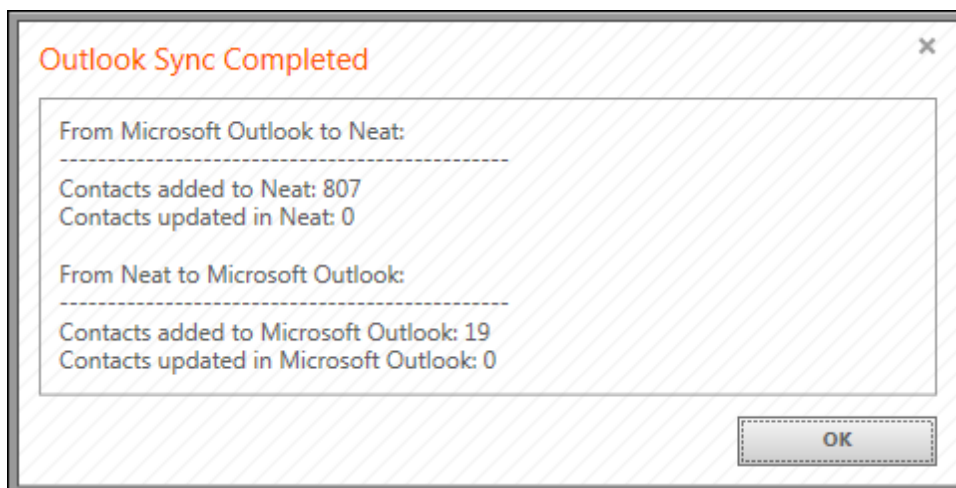 Outlook Sync Completed
×
From Microsoft Outlook to Neat:
-----------------------------------------------
Contacts added to Neat: 807
Contacts updated in Neat: 0
From Neat to Microsoft Outlook:
-----------------------------------------------
Contacts added to Microsoft Outlook: 19
Contacts updated in Microsoft Outlook: 0
OK